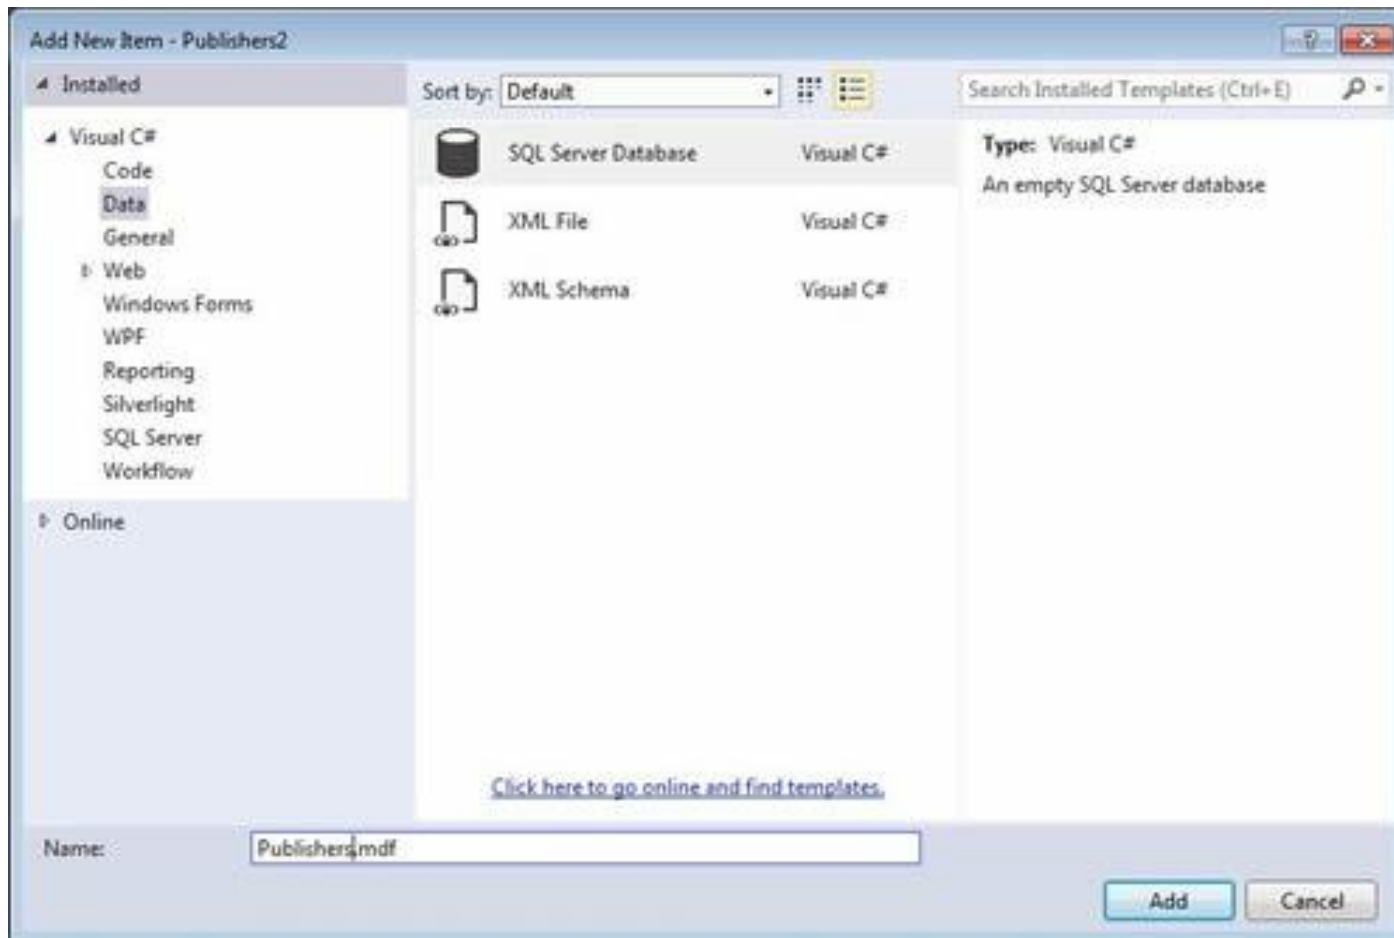 Add New Item - Publishers2
Installed
Sort by: Default
Search Installed Templates (Ctrl+E)
Visual C#
Code
Data
General
Web
Windows Forms
WPF
Reporting
Silverlight
SQL Server
Workflow
Online
SQL Server Database Visual C#
XML File Visual C#
XML Schema Visual C#
Click here to go online and find templates.
Type: Visual C#
An empty SQL Server database
Name: Publishers.mdf
Add Cancel